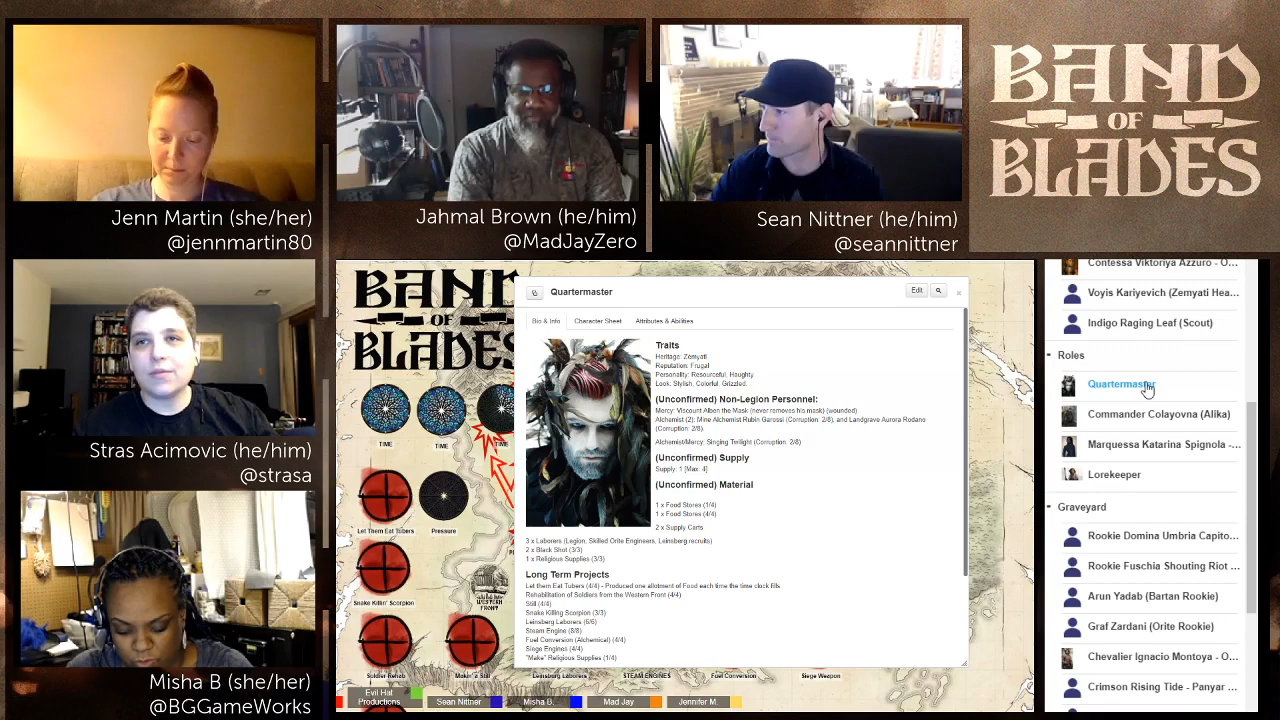 Jenn Martin (she/her)
@jennmartin80
Jahmal Brown (he/him)
@MadJayZero
Sean Nittner (he/him)
@seannittner
BAND
OF
BLADES
Stras Acimovic (he/him)
@strasa
Misha B (she/her)
@BGGameWorks
BAND
OF
BLADES
TIME
TIME
TIME
Let Them Eat Tubers
Pressure
Snake Killin' Scorpion
WESTERN
FRONT
Soldier Rehab
Makin' a Still
Leinsburg Laborers
STEAM ENGINES
Fuel Conversion
Siege Weapon
Evil Hat
Productions
Sean Nittner
Misha B.
Mad Jay
Jennifer M.
Quartermaster
Edit
Bio & Info
Character Sheet
Attributes & Abilities
Traits
Heritage: Zemyati
Reputation: Frugal
Personality: Resourceful, Haughty
Look: Stylish, Colorful, Grizzled.
(Unconfirmed) Non-Legion Personnel:
Mercy: Viscount Alben the Mask (never removes his mask) (wounded)
Alchemist (2): Mine Alchemist Rubin Garossi (Corruption: 2/8), and Landgrave Aurora Rodano
(Corruption: 2/8).
Alchemist/Mercy: Singing Twilight (Corruption: 2/8)
(Unconfirmed) Supply
Supply: 1 [Max: 4]
(Unconfirmed) Material
1 x Food Stores (1/4)
1 x Food Stores (4/4)
2 x Supply Carts
3 x Laborers (Legion, Skilled Orite Engineers, Leinsberg recruits)
2 x Black Shot (3/3)
1 x Religious Supplies (3/3)
Long Term Projects
Let them Eat Tubers (4/4) - Produced one allotment of Food each time the time clock fills
Rehabilitation of Soldiers from the Western Front (4/4)
Still (4/4)
Snake Killing Scorpion (3/3)
Leinsberg Laborers (6/6)
Steam Engine (8/8)
Fuel Conversion (Alchemical) (4/4)
Siege Engines (4/4)
"Make" Religious Supplies (1/4)
Contessa Viktoriya Azzuro - O...
Voyis Kariyevich (Zemyati Hea...
Indigo Raging Leaf (Scout)
Roles
Quartermaster
Commander Colayovna (Alika)
Marquessa Katarina Spignola -...
Lorekeeper
Graveyard
Rookie Domina Umbria Capito...
Rookie Fuschia Shouting Riot ...
Arun Yadab (Bartan Rookie)
Graf Zardani (Orite Rookie)
Chevalier Ignacio Montoya - O...
Crimson Rising Tide - Panyar ...